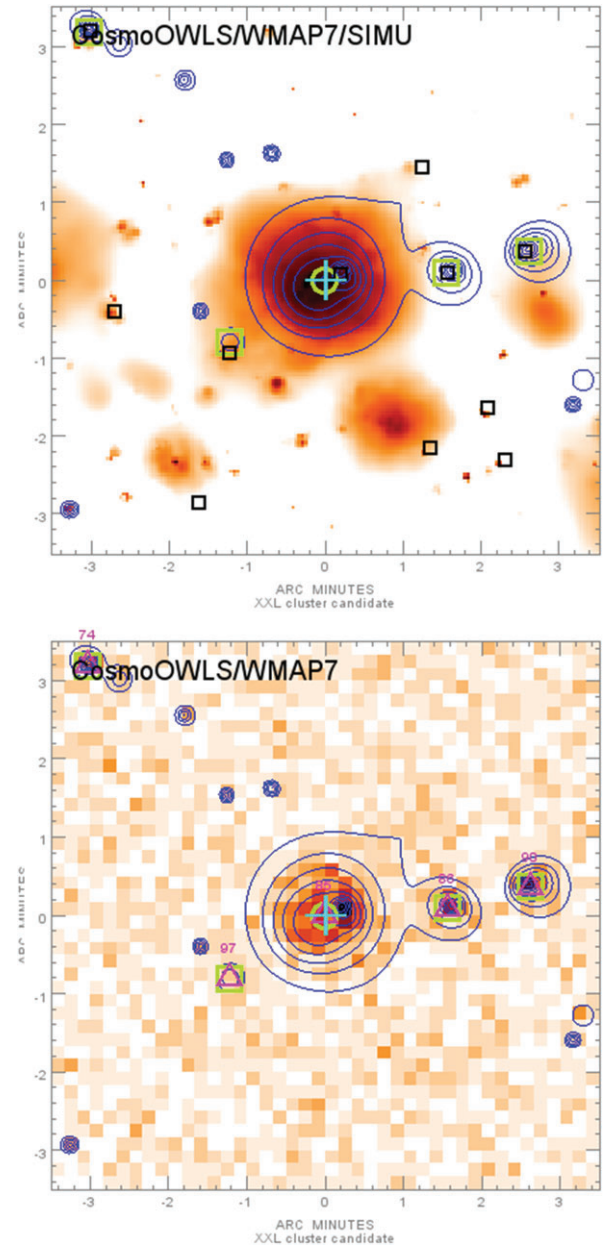 CosmoOWLS/WMAP7/SIMU
3
2
1
0
-1
-2
-3
ARC MINUTES
-3 -2 -1 0 1 2 3
ARC MINUTES
XXL cluster candidate
74
CosmoOWLS/WMAP7
3
2
1
0
-1
-2
-3
ARC MINUTES
97
-3 -2 -1 0 1 2 3
ARC MINUTES
XXL cluster candidate